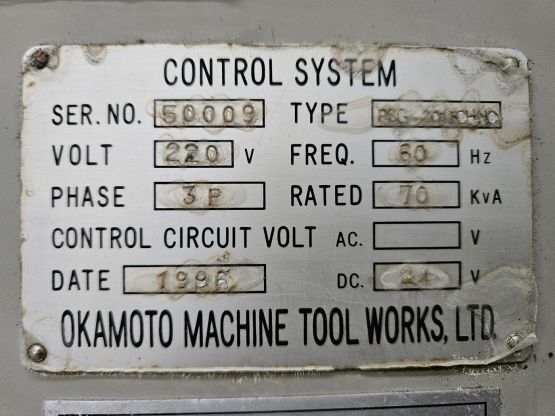 CONTROL SYSTEM
SER. NO. 50009 TYPE
VOLT 220 V FREQ. 60 Hz
PHASE 3P RATED 70 KVA
CONTROL CIRCUIT VOLT AC. V
DATE 1996 DC. 24 V
OKAMOTO MACHINE TOOL WORKS, LTD